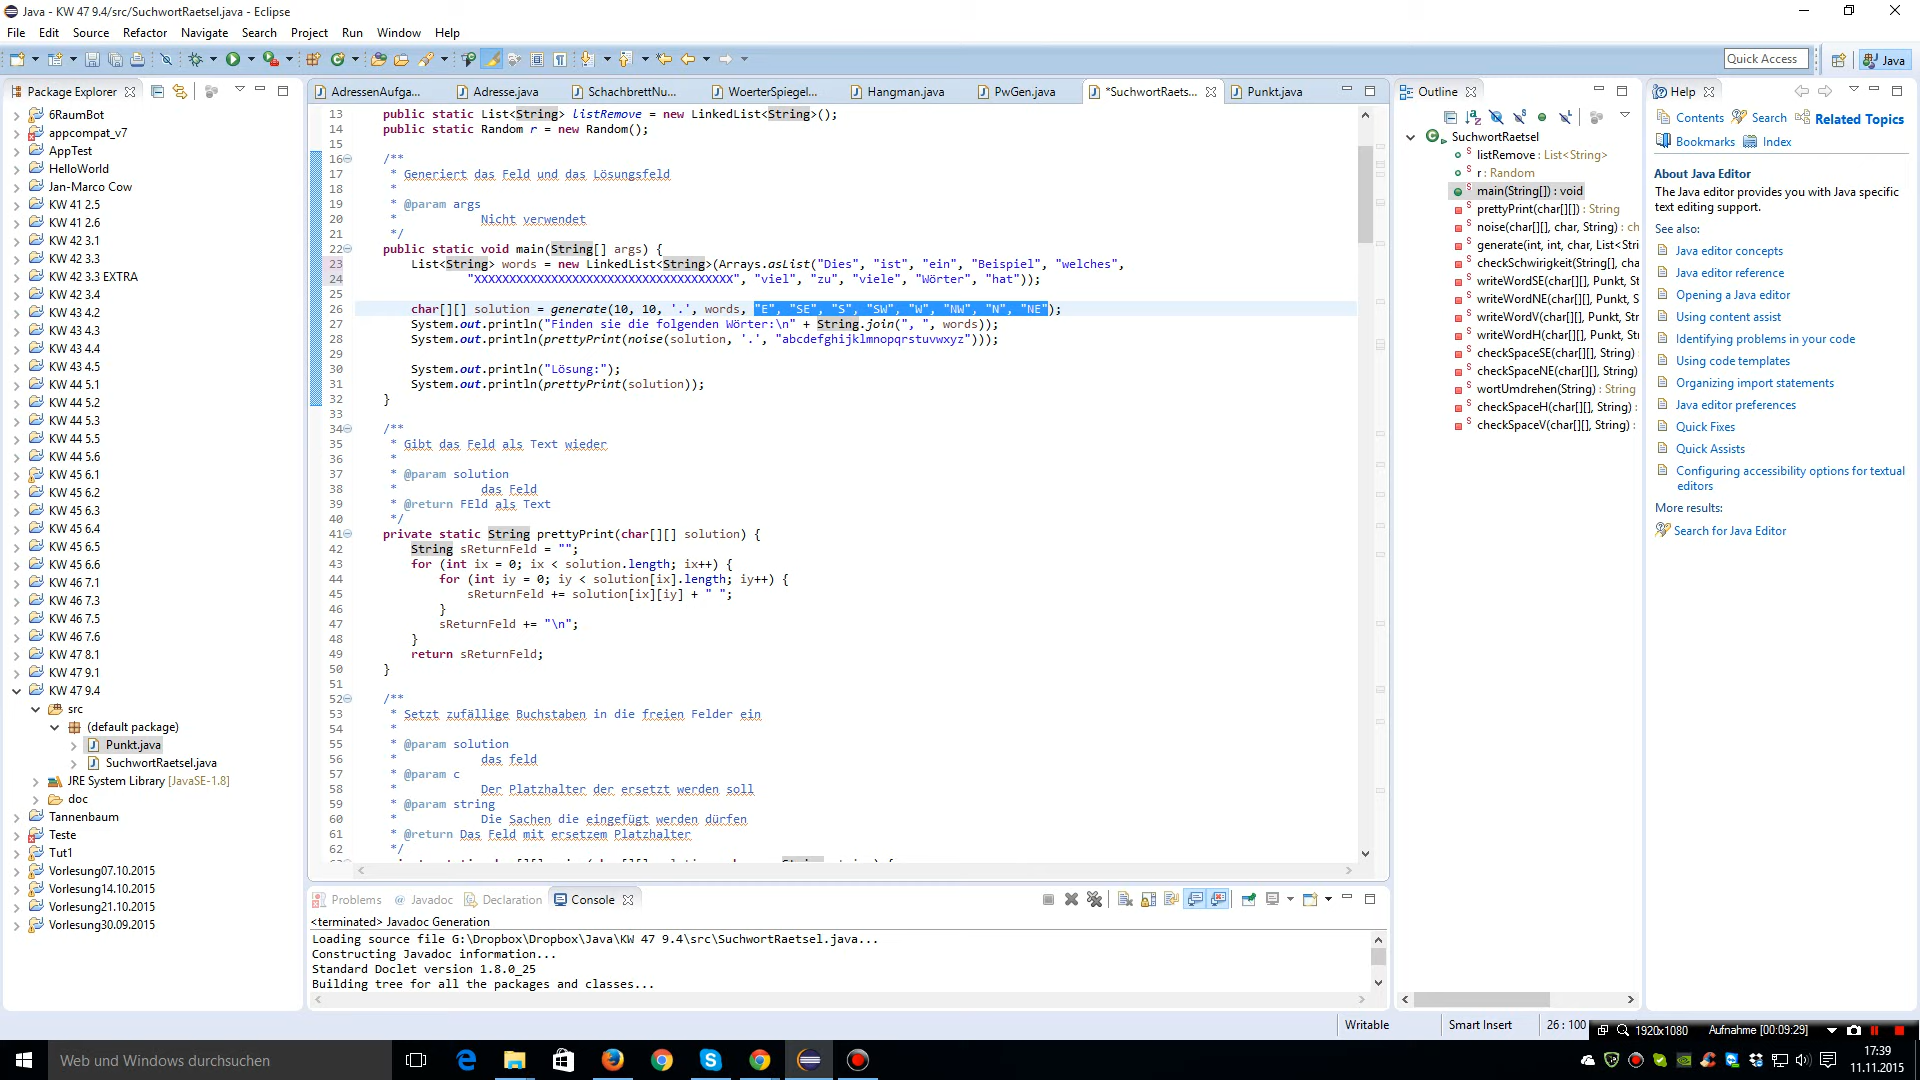 Java - KW 47 9.4/src/SuchwortRaetsel.java - Eclipse
File Edit Source Refactor Navigate Search Project Run Window Help
Quick Access Java
Package Explorer
6RaumBot
appcompat_v7
AppTest
HelloWorld
Jan-Marco Cow
KW 41 2.5
KW 41 2.6
KW 42 3.1
KW 42 3.3
KW 42 3.3 EXTRA
KW 42 3.4
KW 43 4.2
KW 43 4.3
KW 43 4.4
KW 43 4.5
KW 44 5.1
KW 44 5.2
KW 44 5.3
KW 44 5.5
KW 44 5.6
KW 45 6.1
KW 45 6.2
KW 45 6.3
KW 45 6.4
KW 45 6.5
KW 45 6.6
KW 46 7.1
KW 46 7.3
KW 46 7.5
KW 46 7.6
KW 47 8.1
KW 47 9.1
KW 47 9.4
src
(default package)
Punkt.java
SuchwortRaetsel.java
JRE System Library [JavaSE-1.8]
doc
Tannenbaum
Teste
Tut1
Vorlesung07.10.2015
Vorlesung14.10.2015
Vorlesung21.10.2015
Vorlesung30.09.2015
AdressenAufga... Adresse.java SchachbrettNu... WoerterSpiegel... Hangman.java PwGen.java *SuchwortRaets... Punkt.java
13 public static List<String> listRemove = new LinkedList<String>();
14 public static Random r = new Random();
15
16 /**
17 * Generiert das Feld und das Lösungsfeld
18 *
19 * @param args
20 * Nicht verwendet
21 */
22 public static void main(String[] args) {
23 List<String> words = new LinkedList<String>(Arrays.asList("Dies", "ist", "ein", "Beispiel", "welches",
24 "XXXXXXXXXXXXXXXXXXXXXXXXXXXXXXXXXXXXX", "viel", "zu", "viele", "Wörter", "hat"));
25
26 char[][] solution = generate(10, 10, '.', words, "E", "SE", "S", "SW", "W", "NW", "N", "NE");
27 System.out.println("Finden sie die folgenden Wörter:\n" + String.join(", ", words));
28 System.out.println(prettyPrint(noise(solution, '.', "abcdefghijklmnopqrstuvwxyz")));
29
30 System.out.println("Lösung:");
31 System.out.println(prettyPrint(solution));
32 }
33
34 /**
35 * Gibt das Feld als Text wieder
36 *
37 * @param solution
38 * das Feld
39 * @return FEld als Text
40 */
41 private static String prettyPrint(char[][] solution) {
42 String sReturnFeld = "";
43 for (int ix = 0; ix < solution.length; ix++) {
44 for (int iy = 0; iy < solution[ix].length; iy++) {
45 sReturnFeld += solution[ix][iy] + " ";
46 }
47 sReturnFeld += "\n";
48 }
49 return sReturnFeld;
50 }
51
52 /**
53 * Setzt zufällige Buchstaben in die freien Felder ein
54 *
55 * @param solution
56 * das feld
57 * @param c
58 * Der Platzhalter der ersetzt werden soll
59 * @param string
60 * Die Sachen die eingefügt werden dürfen
61 * @return Das Feld mit ersetzem Platzhalter
62 */
Problems Javadoc Declaration Console
<terminated> Javadoc Generation
Loading source file G:\Dropbox\Dropbox\Java\KW 47 9.4\src\SuchwortRaetsel.java...
Constructing Javadoc information...
Standard Doclet version 1.8.0_25
Building tree for all the packages and classes...
Outline
SuchwortRaetsel
listRemove : List<String>
r : Random
main(String[]) : void
prettyPrint(char[][]) : String
noise(char[][], char, String) : ch
generate(int, int, char, List<Stri
checkSchwirigkeit(String[], cha
writeWordSE(char[][], Punkt, St
writeWordNE(char[][], Punkt, S
writeWordV(char[][], Punkt, Str
writeWordH(char[][], Punkt, Str
checkSpaceSE(char[][], String)
checkSpaceNE(char[][], String)
wortUmdrehen(String) : String
checkSpaceH(char[][], String) :
checkSpaceV(char[][], String) :
Help
Contents Search Related Topics
Bookmarks Index
About Java Editor
The Java editor provides you with Java specific
text editing support.
See also:
Java editor concepts
Java editor reference
Opening a Java editor
Using content assist
Identifying problems in your code
Using code templates
Organizing import statements
Java editor preferences
Quick Fixes
Quick Assists
Configuring accessibility options for textual
editors
More results:
Search for Java Editor
Writable Smart Insert 26 : 100
1920x1080 Aufnahme [00:09:29]
Web und Windows durchsuchen
17:39
11.11.2015